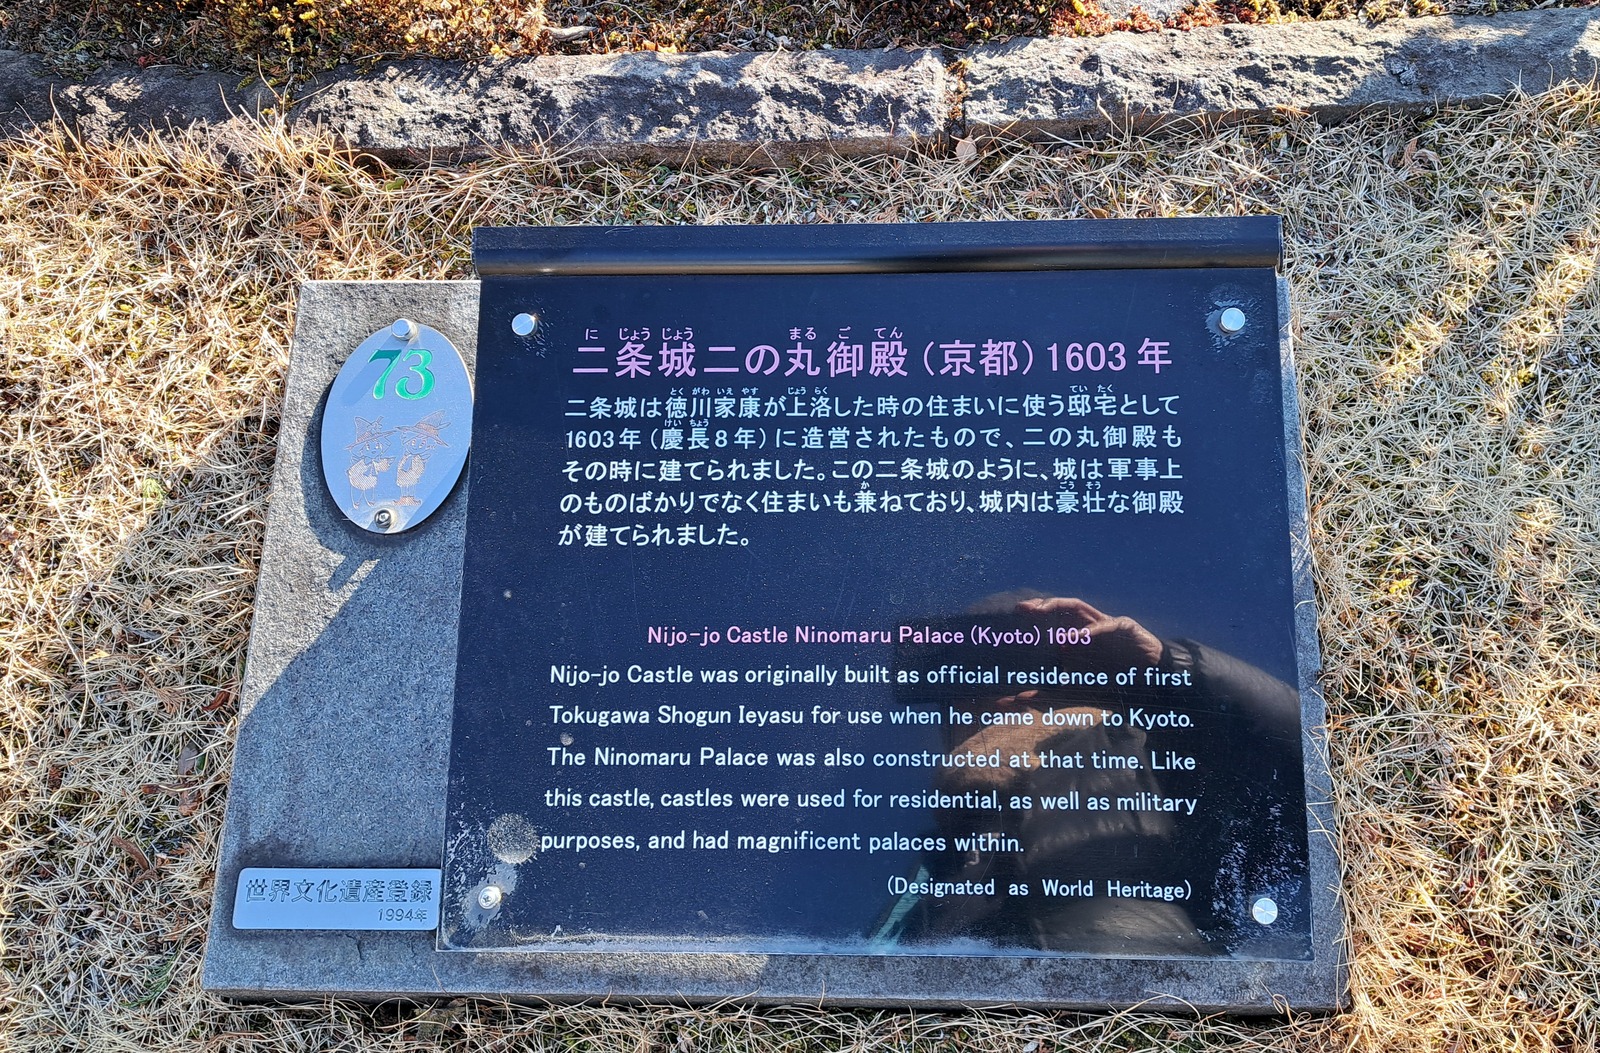 73
にじょうじょう まるごてん
二条城二の丸御殿(京都)1603年
とくがわいえやす じょうらく ていたく
二条城は徳川家康が上洛した時の住まいに使う邸宅として
けいちょう
1603年(慶長8年)に造営されたもので、二の丸御殿も
その時に建てられました。この二条城のように、城は軍事上
か ごうそう
のものばかりでなく住まいも兼ねており、城内は豪壮な御殿
が建てられました。
Nijo-jo Castle Ninomaru Palace (Kyoto) 1603
Nijo-jo Castle was originally built as official residence of first
Tokugawa Shogun Ieyasu for use when he came down to Kyoto.
The Ninomaru Palace was also constructed at that time. Like
this castle, castles were used for residential, as well as military
purposes, and had magnificent palaces within.
(Designated as World Heritage)
世界文化遺産登録
1994年